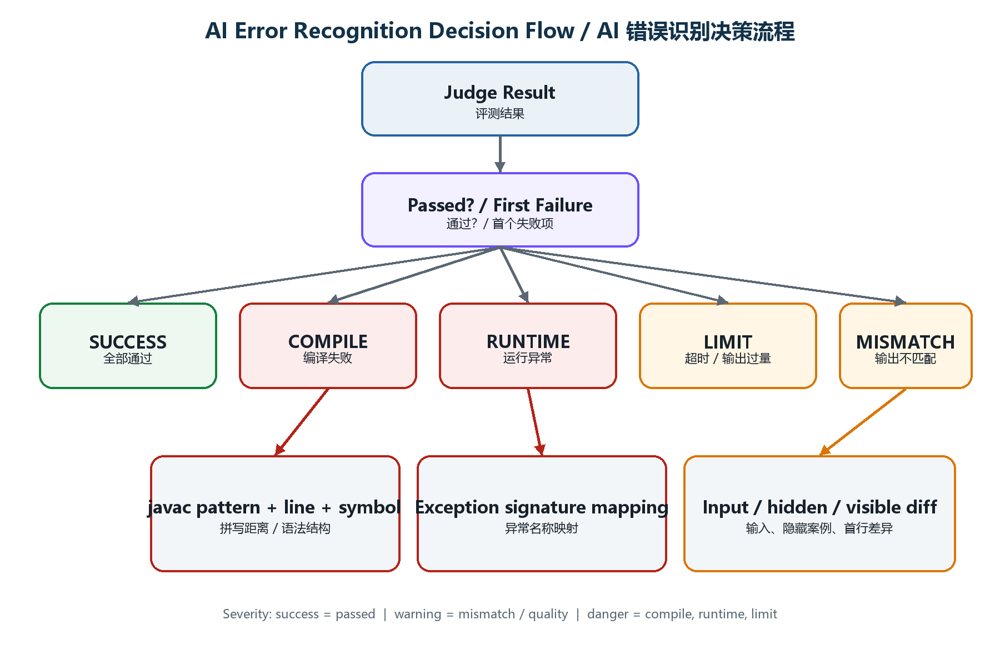 AI Error Recognition Decision Flow / AI 错误识别决策流程
Judge Result
评测结果
Passed? / First Failure
通过？/ 首个失败项
SUCCESS
全部通过
COMPILE
编译失败
RUNTIME
运行异常
LIMIT
超时 / 输出过量
MISMATCH
输出不匹配
javac pattern + line + symbol
拼写距离 / 语法结构
Exception signature mapping
异常名称映射
Input / hidden / visible diff
输入、隐藏案例、首行差异
Severity: success = passed | warning = mismatch / quality | danger = compile, runtime, limit